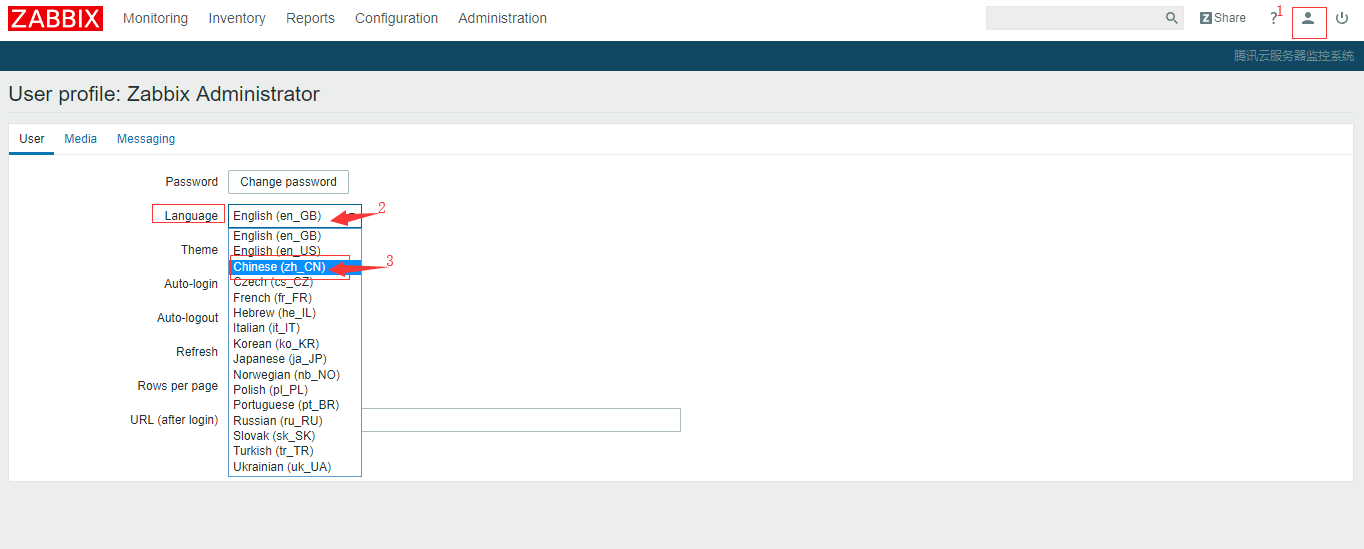 ZABBIX Monitoring Inventory Reports Configuration Administration Z Share ? 1
腾讯云服务器监控系统
User profile: Zabbix Administrator
User Media Messaging
Password Change password
Language English (en_GB) 2
English (en_GB)
Theme English (en_US)
Chinese (zh_CN) 3
Auto-login Czech (cs_CZ)
French (fr_FR)
Auto-logout Hebrew (he_IL)
Italian (it_IT)
Refresh Korean (ko_KR)
Japanese (ja_JP)
Norwegian (nb_NO)
Rows per page Polish (pl_PL)
Portuguese (pt_BR)
URL (after login) Russian (ru_RU)
Slovak (sk_SK)
Turkish (tr_TR)
Ukrainian (uk_UA)